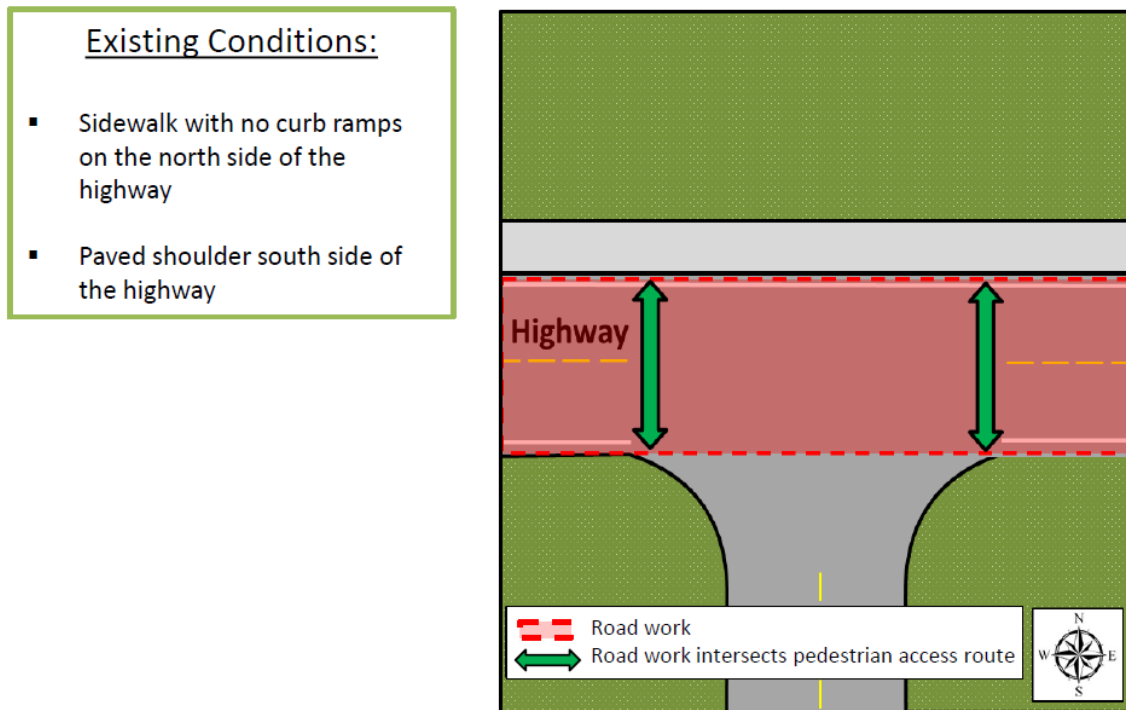 Existing Conditions:
▪ Sidewalk with no curb ramps
on the north side of the
highway
▪ Paved shoulder south side of
the highway
Highway
Road work
Road work intersects pedestrian access route
N
W E
S